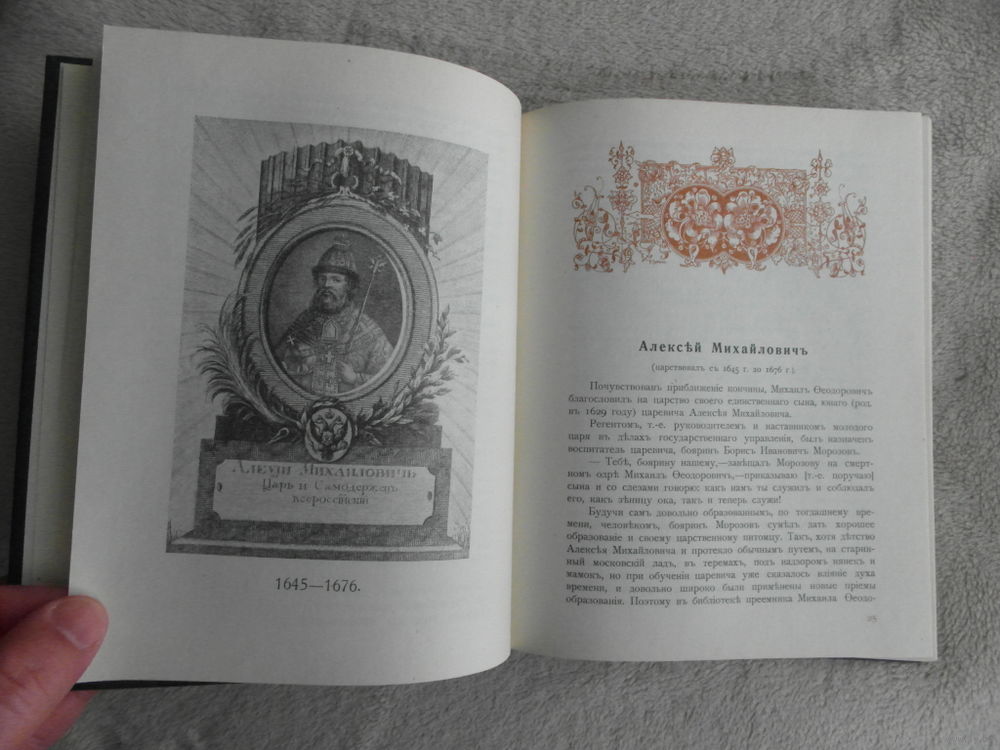 Алеѯiи Михайловичь
Царь и Самодержець
всероссiйскiй
1645—1676.
Алексѣй Михайловичъ
(царствовалъ съ 1645 г. до 1676 г.).
Почувствовавъ приближеніе кончины, Михаилъ Ѳеодоровичъ
благословилъ на царство своего единственнаго сына, юнаго (род.
въ 1629 году) царевича Алексѣя Михайловича.
Регентомъ, т.-е. руководителемъ и наставникомъ молодого
царя въ дѣлахъ государственнаго управленія, былъ назначенъ
воспитатель царевича, бояринъ Борисъ Ивановичъ Морозовъ.
— Тебѣ, боярину нашему,—завѣщалъ Морозову на смерт-
номъ одрѣ Михаилъ Ѳеодоровичъ,—приказываю [т.-е. поручаю]
сына и со слезами говорю: какъ намъ ты служилъ и соблюдалъ
его, какъ зѣницу ока, такъ и теперь служи!
Будучи самъ довольно образованнымъ, по тогдашнему вре-
мени, человѣкомъ, бояринъ Морозовъ сумѣлъ дать хорошее
образованіе и своему царственному питомцу. Такъ, хотя дѣтство
Алексѣя Михайловича и протекло обычнымъ путемъ, на старин-
ный московскій ладъ, въ теремахъ, подъ надзоромъ нянекъ и
мамокъ, но при обученіи царевича уже сказалось вліяніе духа
времени, и довольно широко были примѣнены новые пріемы
образованія. Поэтому въ библіотекѣ преемника Михаила Ѳеодо-
25